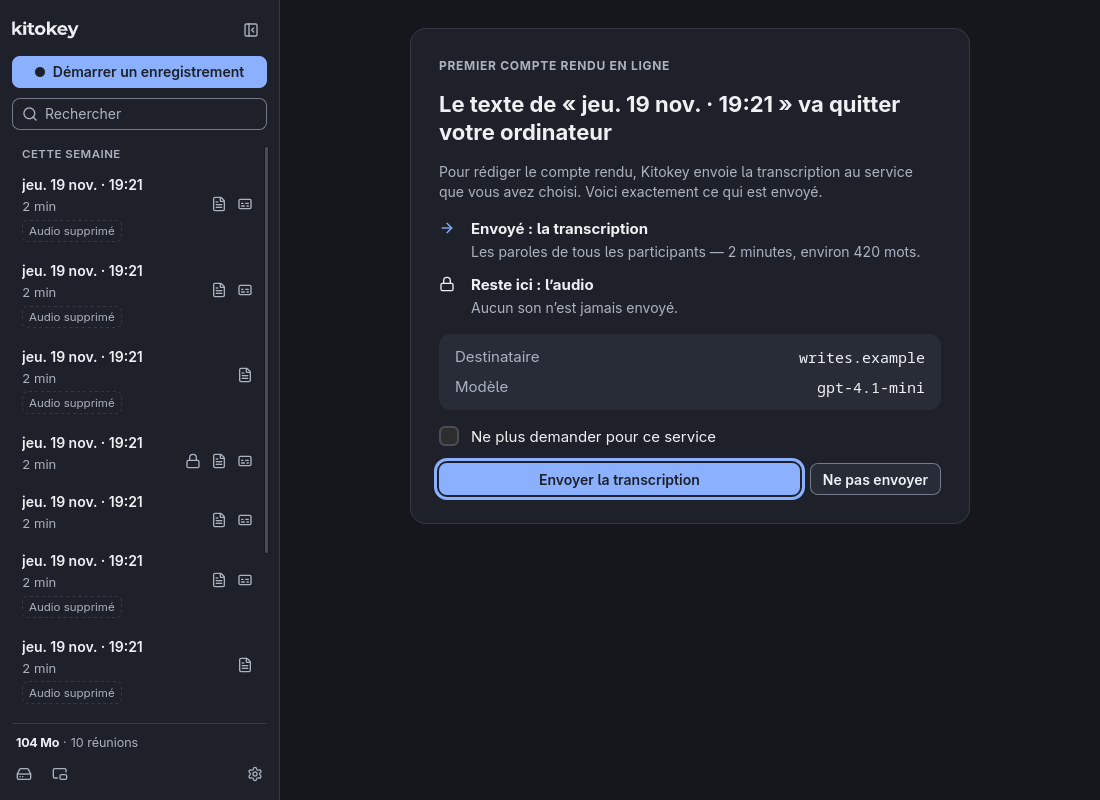 kitokey
Démarrer un enregistrement
Rechercher
CETTE SEMAINE
jeu. 19 nov. · 19:21
2 min
Audio supprimé
jeu. 19 nov. · 19:21
2 min
Audio supprimé
jeu. 19 nov. · 19:21
2 min
Audio supprimé
jeu. 19 nov. · 19:21
2 min
jeu. 19 nov. · 19:21
2 min
jeu. 19 nov. · 19:21
2 min
Audio supprimé
jeu. 19 nov. · 19:21
2 min
Audio supprimé
104 Mo · 10 réunions
PREMIER COMPTE RENDU EN LIGNE
Le texte de « jeu. 19 nov. · 19:21 » va quitter
votre ordinateur
Pour rédiger le compte rendu, Kitokey envoie la transcription au service
que vous avez choisi. Voici exactement ce qui est envoyé.
Envoyé : la transcription
Les paroles de tous les participants — 2 minutes, environ 420 mots.
Reste ici : l’audio
Aucun son n’est jamais envoyé.
Destinataire writes.example
Modèle gpt-4.1-mini
Ne plus demander pour ce service
Envoyer la transcription Ne pas envoyer